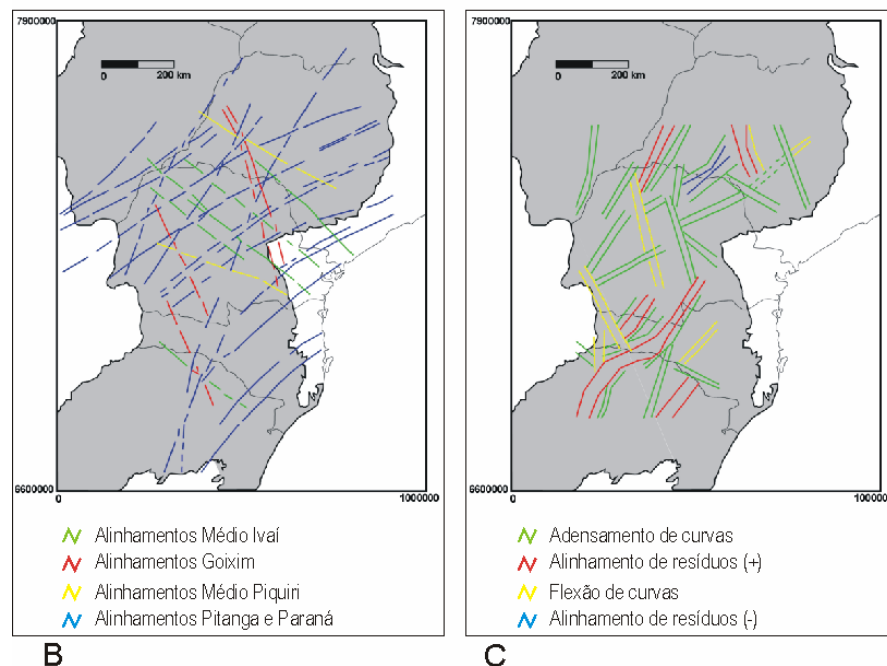 7900000
0
200 km
6600000
0
1000000
Alinhamentos Médio Ivaí
Alinhamentos Goixim
Alinhamentos Médio Piquiri
Alinhamentos Pitanga e Paraná
B
7900000
0
200 km
6600000
0
100000
Adensamento de curvas
Alinhamento de resíduos (+)
Flexão de curvas
Alinhamento de resíduos (-)
C